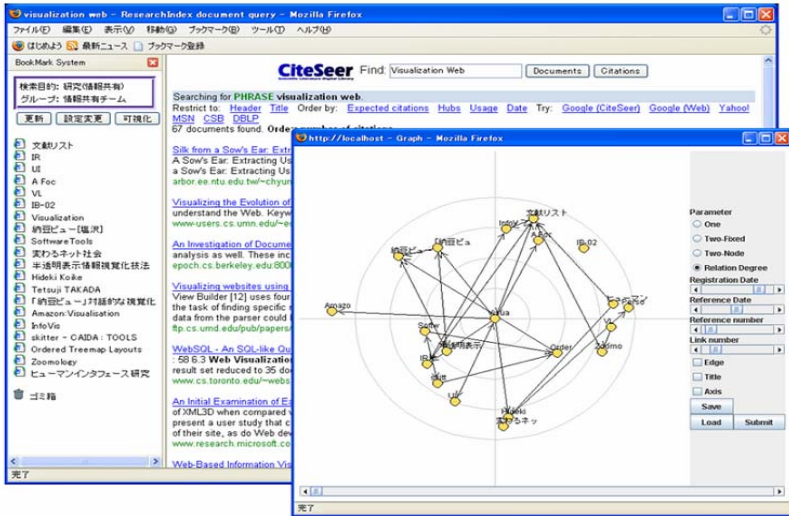 visualization web - ResearchIndex document query - Mozilla Firefox
ファイル(F) 編集(E) 表示(V) 移動(G) ブックマーク(B) ツール(T) ヘルプ(H)
はじめよう 最新ニュース ブックマーク登録
BookMark System
検索目的: 研究(情報共有)
グループ: 情報共有チーム
更新 設定変更 可視化
文献リスト
IR
UI
A Foc
VL
IB-02
Visualization
納豆ビュー[塩沢]
SoftwareTools
変わるネット社会
半透明表示情報視覚化技法
Hideki Koike
Tetsuji TAKADA
「納豆ビュー」対話的な視覚化
Amazon:Visualisation
InfoVis
skitter - CAIDA : TOOLS
Ordered Treemap Layouts
Zoomology
ヒューマンインタフェース研究
ゴミ箱
完了
CiteSeer Find: Visualization Web Documents Citations
Searching for PHRASE visualization web.
Restrict to: Header Title Order by: Expected citations Hubs Usage Date Try: Google (CiteSeer) Google (Web) Yahoo!
MSN CSB DBLP
67 documents found. Order: number of citations.
Silk from a Sow's Ear: Extr
A Sow's Ear: Extracting Us
a Sow's Ear: Extracting Us
arbor.ee.ntu.edu.tw/~chyun
Visualizing the Evolution of
understand the Web. Keyw
www-users.cs.umn.edu/~e
An Investigation of Docume
analysis as well. These inc
epoch.cs.berkeley.edu:800
Visualizing websites using
View Builder [12] uses four
the task of finding specific
data from the parser could
ftp.cs.umd.edu/pub/papers/
WebSQL - An SQL-like Qu
: 58 6.3 Web Visualization
result set reduced to 35 do
www.cs.toronto.edu/~webs
An Initial Examination of Ea
of XML3D when compared
present a user study that c
of their site, as do Web dev
www.research.microsoft.co
Web-Based Information Vis
http://localhost - Graph - Mozilla Firefox
文献リスト
InfoV
A Foc
IB-02
「納豆ビュ
納豆ビュ
Amazo
VL
Zoomo
Order
IR
UI
Hideki
変わるネッ
Parameter
One
Two-Fixed
Two-Node
Relation Degree
Registration Date
Reference Date
Reference number
Link number
Edge
Title
Axis
Save
Load Submit
完了